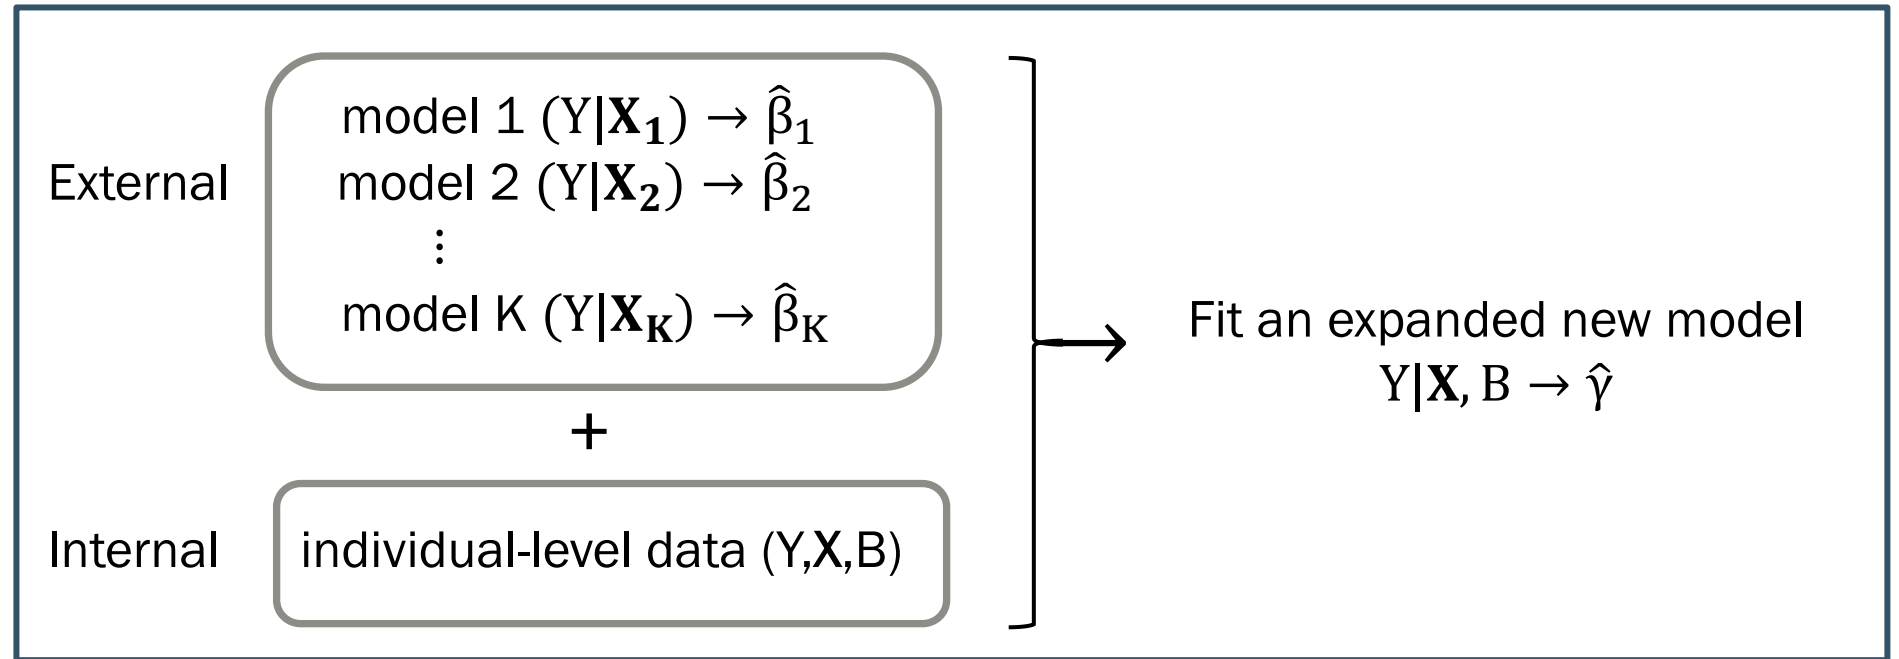 External
model 1 (Y|X₁) → β̂₁
model 2 (Y|X₂) → β̂₂
⋮
model K (Y|X_K) → β̂_K
+
Internal
individual-level data (Y,X,B)
→
Fit an expanded new model
Y|X, B → γ̂